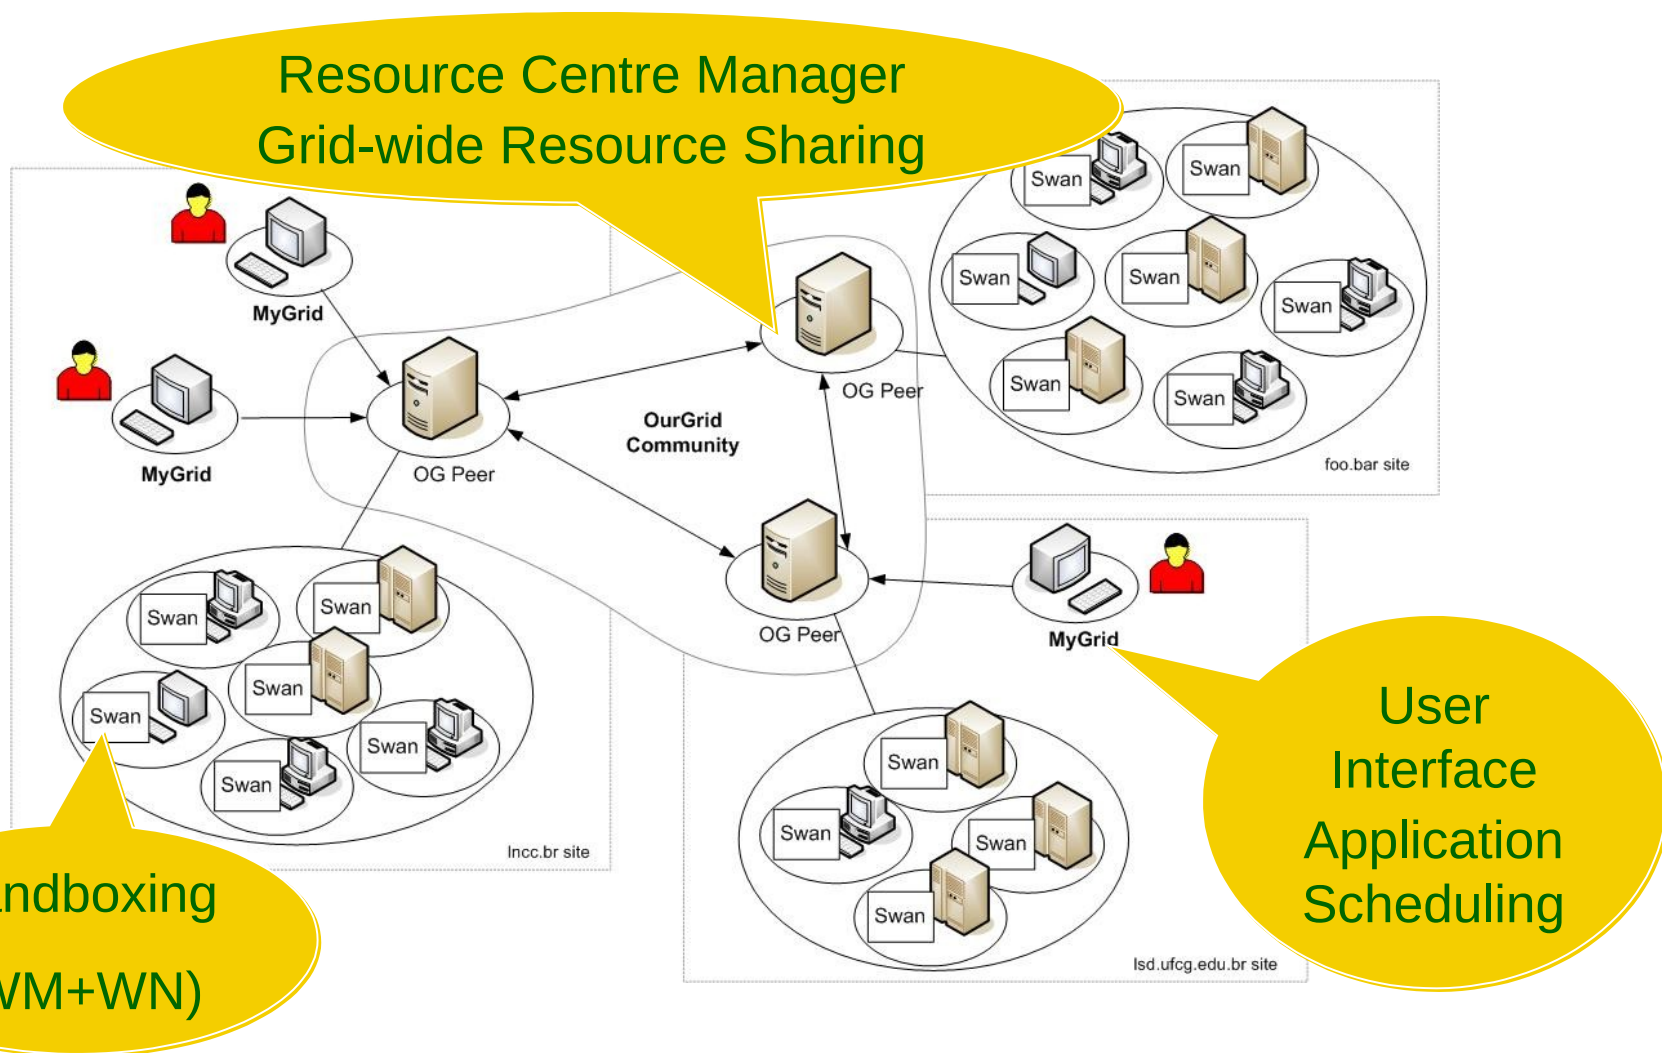 Resource Centre Manager
Grid-wide Resource Sharing
Swan
Swan
Swan
Swan
Swan
Swan
Swan
foo.bar site
MyGrid
MyGrid
OG Peer
OG Peer
OurGrid
Community
OG Peer
MyGrid
Swan
Swan
Swan
Swan
Swan
Swan
lncc.br site
Swan
Swan
Swan
Swan
lsd.ufcg.edu.br site
User
Interface
Application
Scheduling
ndboxing
WM+WN)